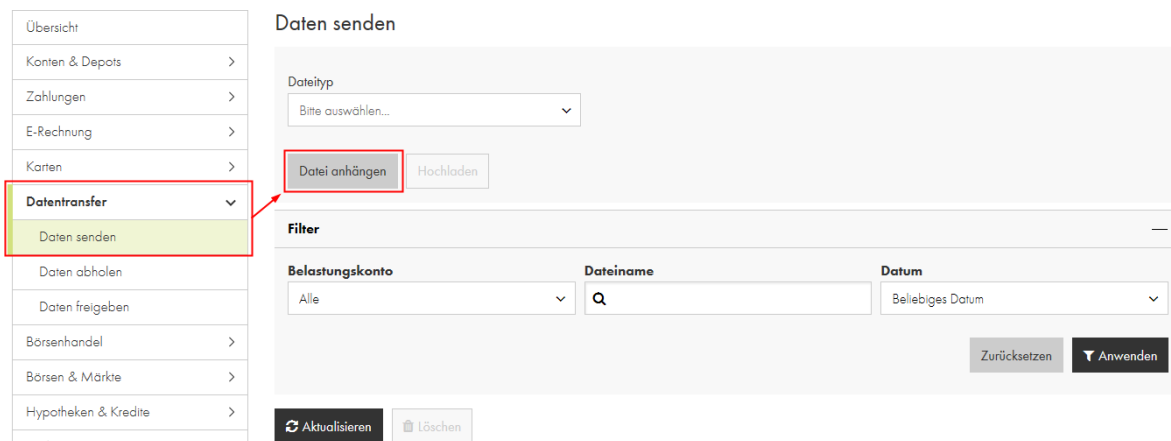 Übersicht
Konten & Depots
Zahlungen
E-Rechnung
Karten
Datentransfer
Daten senden
Daten abholen
Daten freigeben
Börsenhandel
Börsen & Märkte
Hypotheken & Kredite
Daten senden
Dateityp
Bitte auswählen...
Datei anhängen Hochladen
Filter
Belastungskonto Dateiname Datum
Alle Beliebiges Datum
Zurücksetzen Anwenden
Aktualisieren Löschen